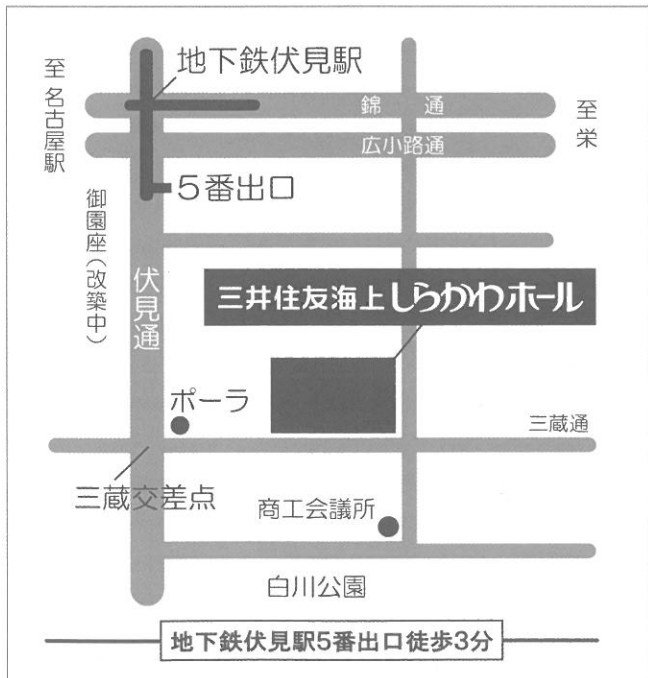 地下鉄伏見駅
至 名古屋駅
錦 通
至 栄
広小路通
5番出口
御園座(改築中)
伏見通
三井住友海上しらかわホール
ポーラ
三蔵通
三蔵交差点
商工会議所
白川公園
地下鉄伏見駅5番出口徒歩3分